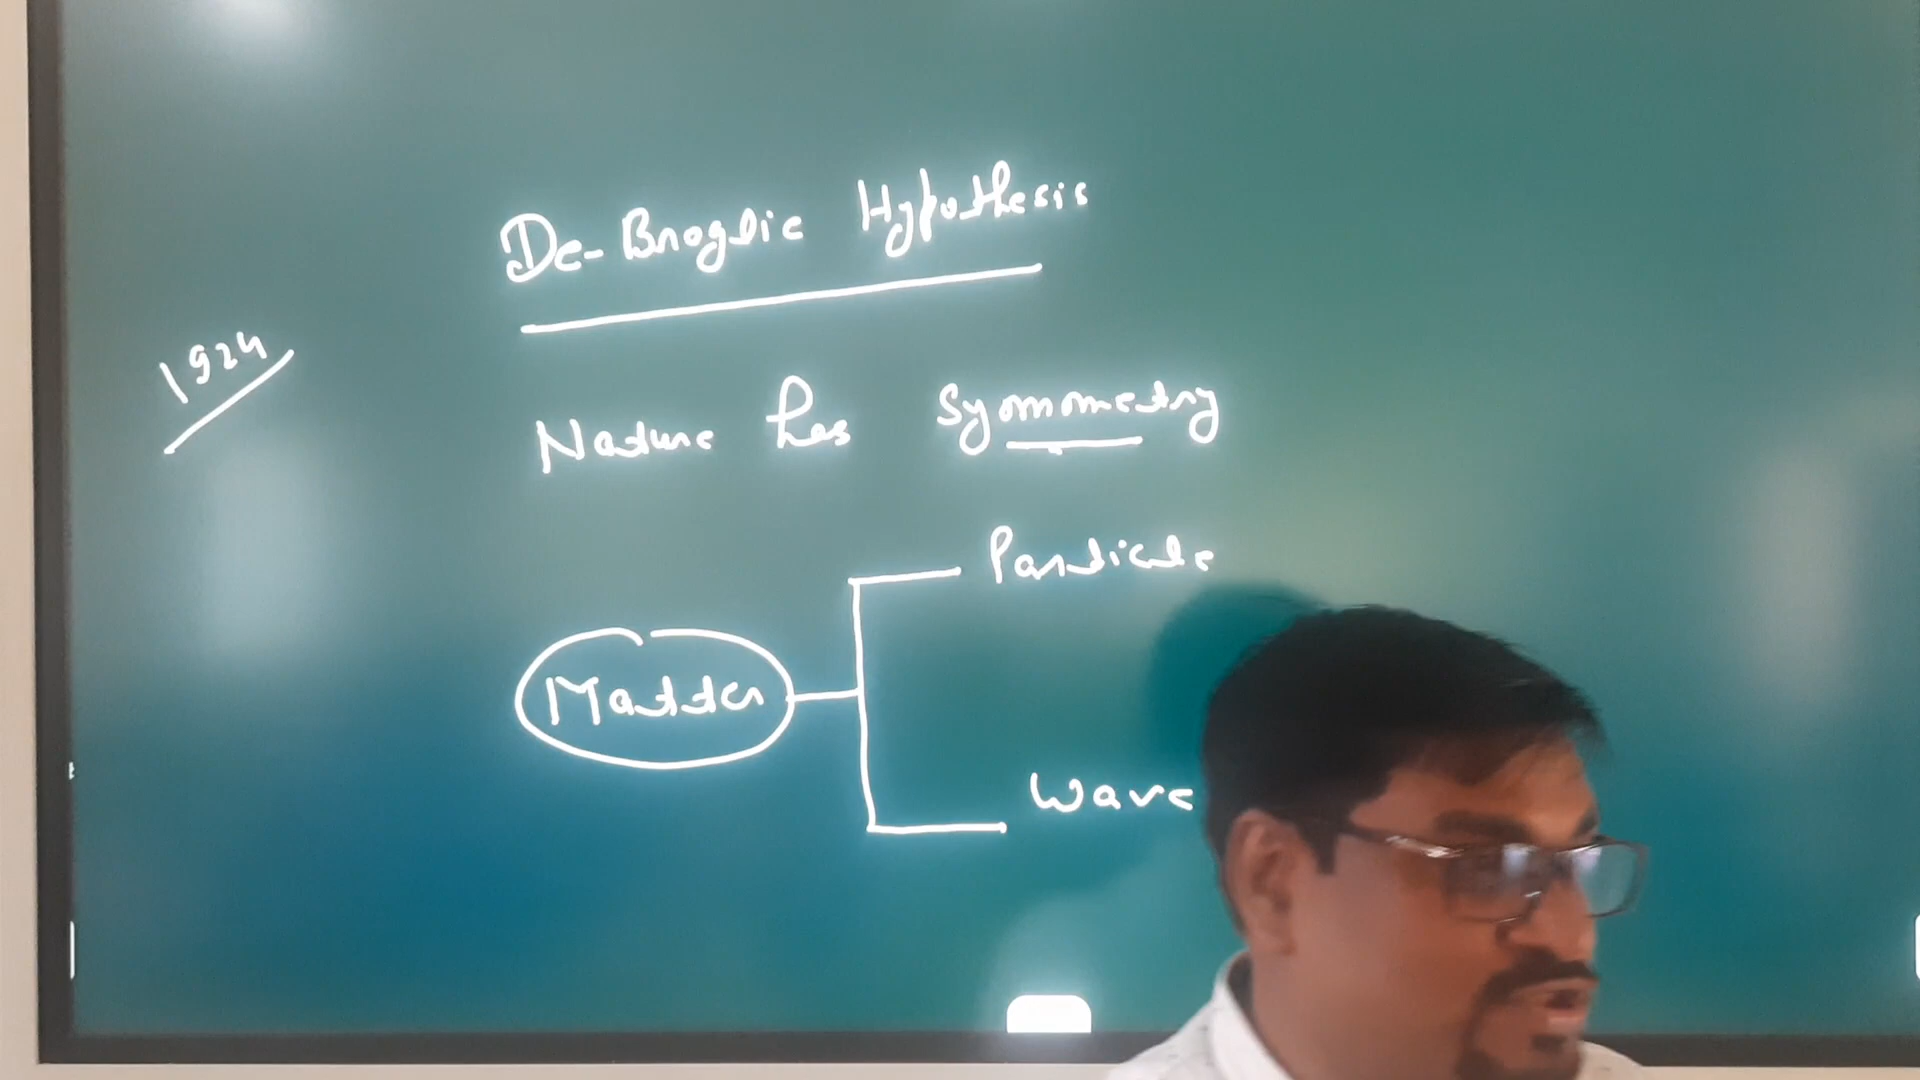 De-Broglie Hypothesis
1924
Nature has Symmetry
Particle
Matter
Wave